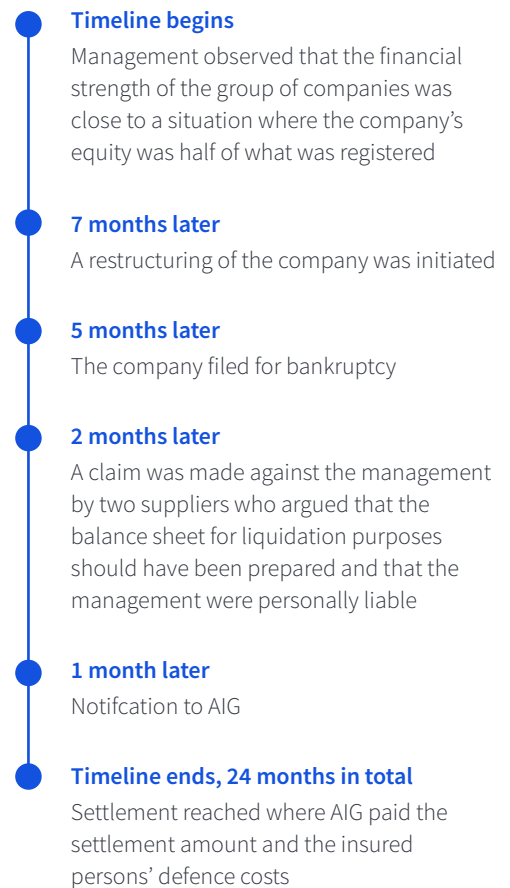 Timeline begins
Management observed that the financial
strength of the group of companies was
close to a situation where the company’s
equity was half of what was registered
7 months later
A restructuring of the company was initiated
5 months later
The company filed for bankruptcy
2 months later
A claim was made against the management
by two suppliers who argued that the
balance sheet for liquidation purposes
should have been prepared and that the
management were personally liable
1 month later
Notifcation to AIG
Timeline ends, 24 months in total
Settlement reached where AIG paid the
settlement amount and the insured
persons’ defence costs